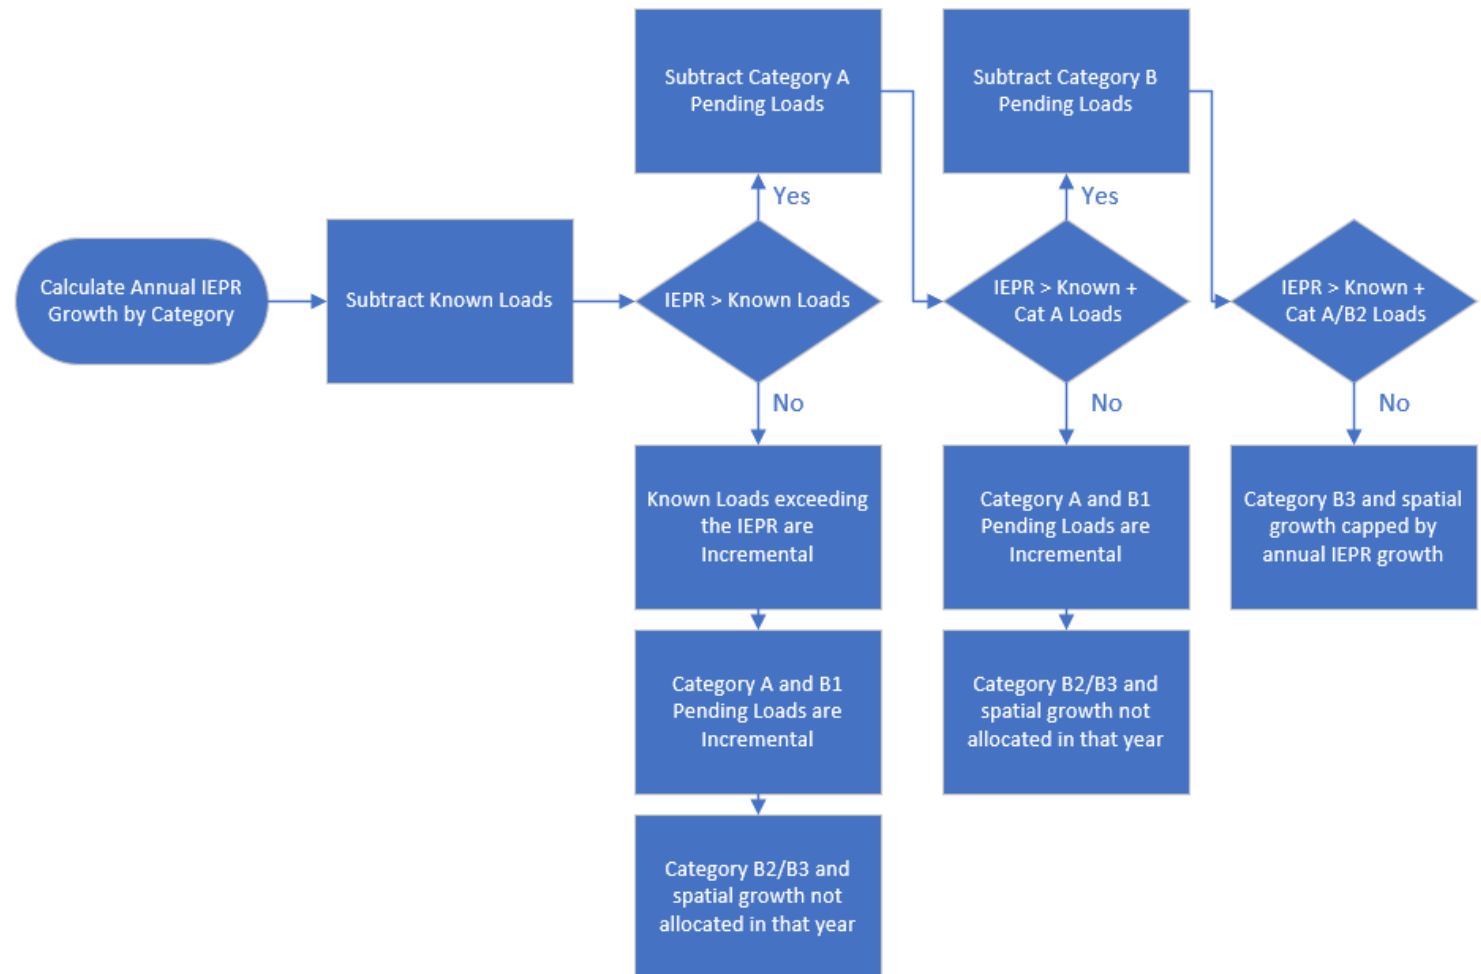 Calculate Annual IEPR
Growth by Category
Subtract Known Loads
IEPR > Known Loads
Yes
Subtract Category A
Pending Loads
No
Known Loads exceeding
the IEPR are
Incremental
Category A and B1
Pending Loads are
Incremental
Category B2/B3 and
spatial growth not
allocated in that year
IEPR > Known +
Cat A Loads
Yes
Subtract Category B
Pending Loads
No
Category A and B1
Pending Loads are
Incremental
Category B2/B3 and
spatial growth not
allocated in that year
IEPR > Known +
Cat A/B2 Loads
No
Category B3 and spatial
growth capped by
annual IEPR growth